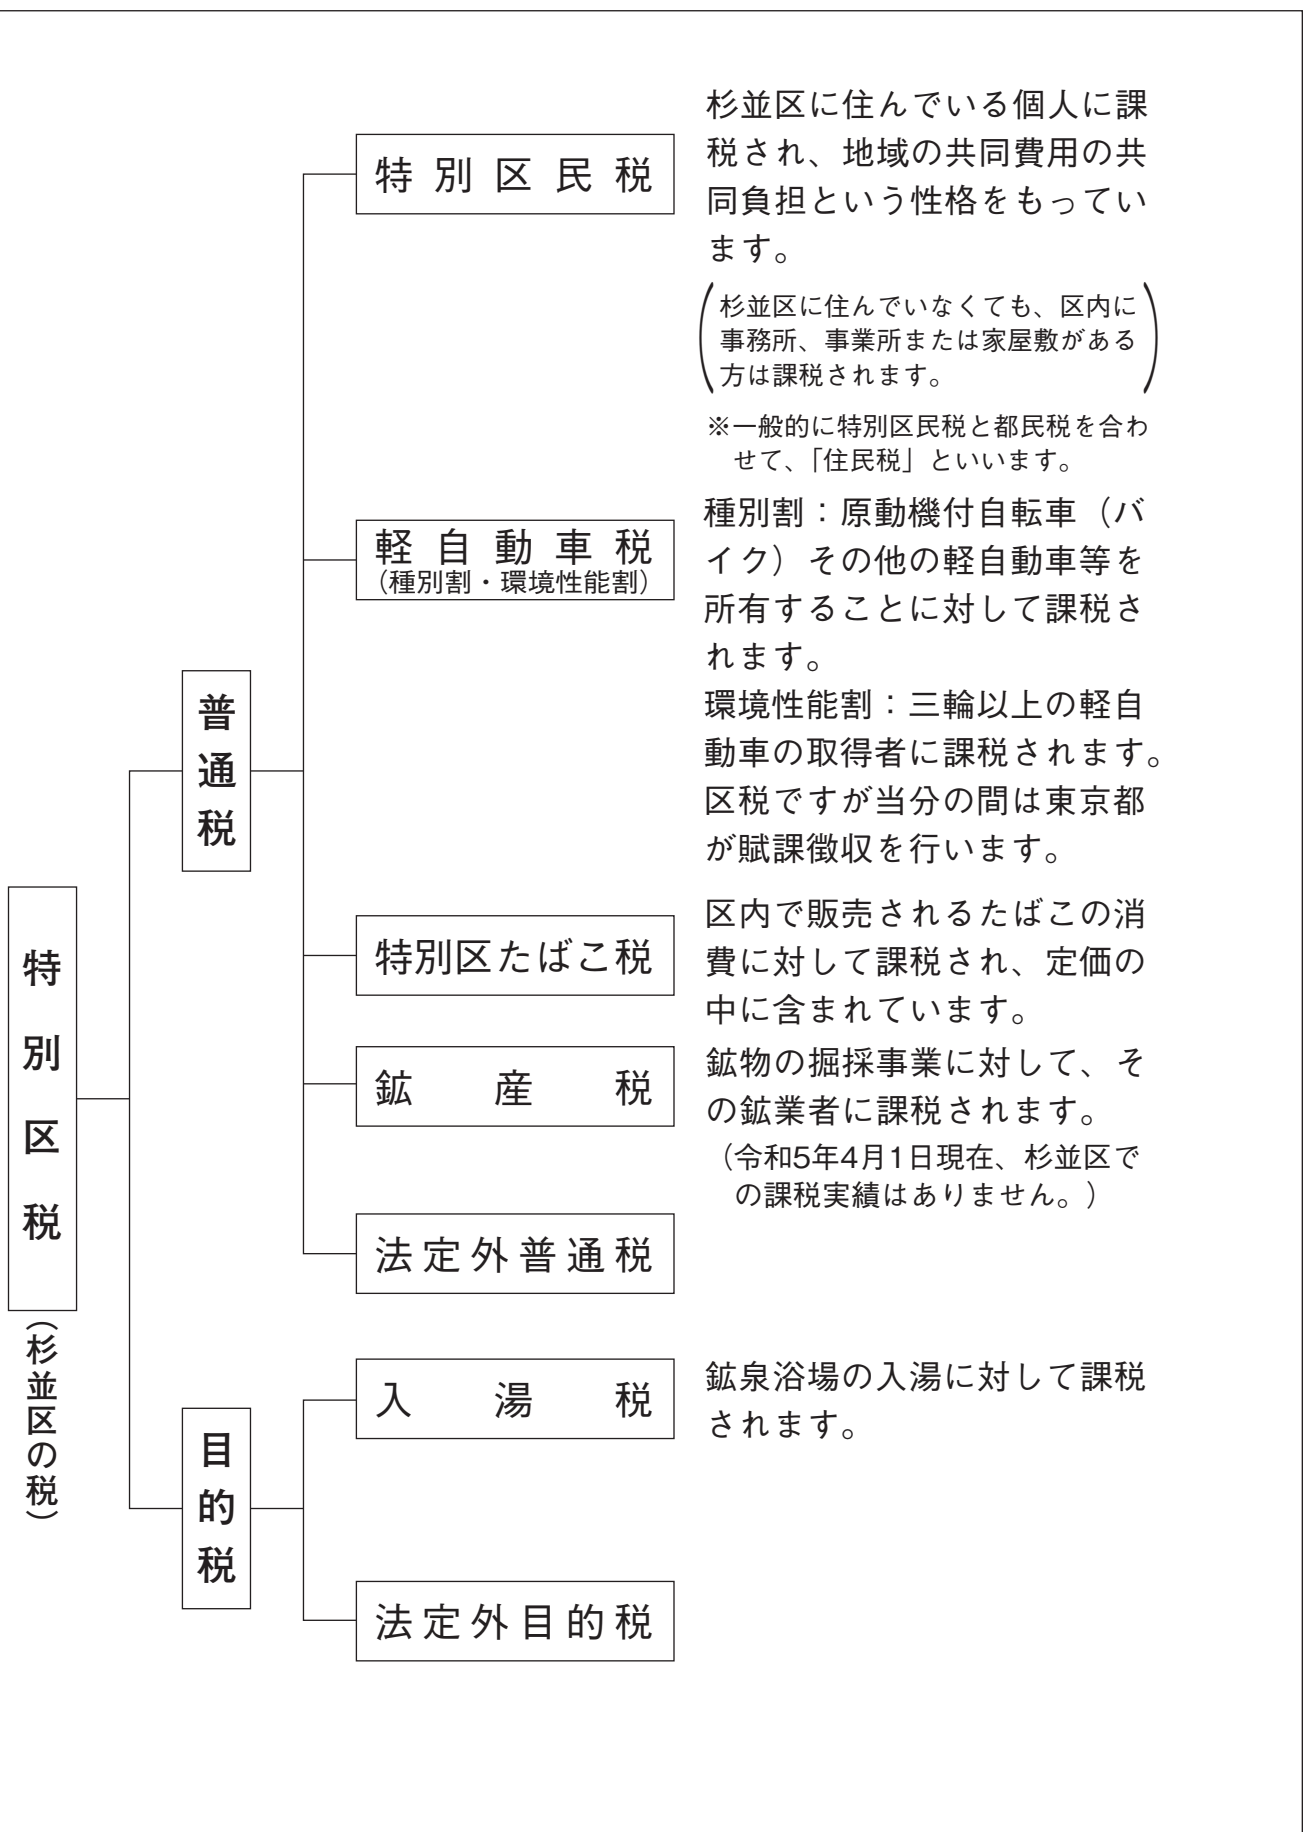 特別区税
（杉並区の税）
普通税
特別区民税
杉並区に住んでいる個人に課
税され、地域の共同費用の共
同負担という性格をもってい
ます。
（杉並区に住んでいなくても、区内に
事務所、事業所または家屋敷がある
方は課税されます。）
※一般的に特別区民税と都民税を合わ
せて、「住民税」といいます。
軽自動車税
（種別割・環境性能割）
種別割：原動機付自転車（バ
イク）その他の軽自動車等を
所有することに対して課税さ
れます。
環境性能割：三輪以上の軽自
動車の取得者に課税されます。
区税ですが当分の間は東京都
が賦課徴収を行います。
特別区たばこ税
区内で販売されるたばこの消
費に対して課税され、定価の
中に含まれています。
鉱産税
鉱物の掘採事業に対して、そ
の鉱業者に課税されます。
（令和5年4月1日現在、杉並区で
の課税実績はありません。）
法定外普通税
目的税
入湯税
鉱泉浴場の入湯に対して課税
されます。
法定外目的税